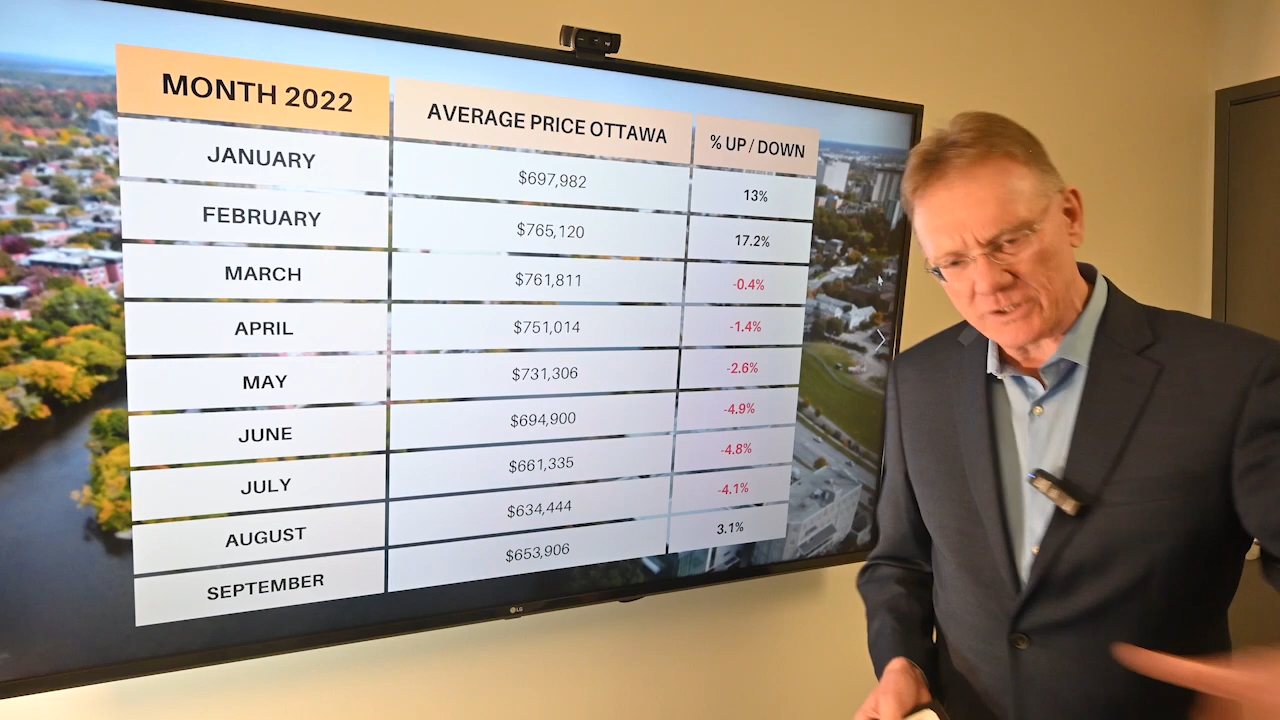 MONTH 2022 AVERAGE PRICE OTTAWA % UP / DOWN
JANUARY $697,982 13%
FEBRUARY $765,120 17.2%
MARCH $761,811 -0.4%
APRIL $751,014 -1.4%
MAY $731,306 -2.6%
JUNE $694,900 -4.9%
JULY $661,335 -4.8%
AUGUST $634,444 -4.1%
SEPTEMBER $653,906 3.1%
LG